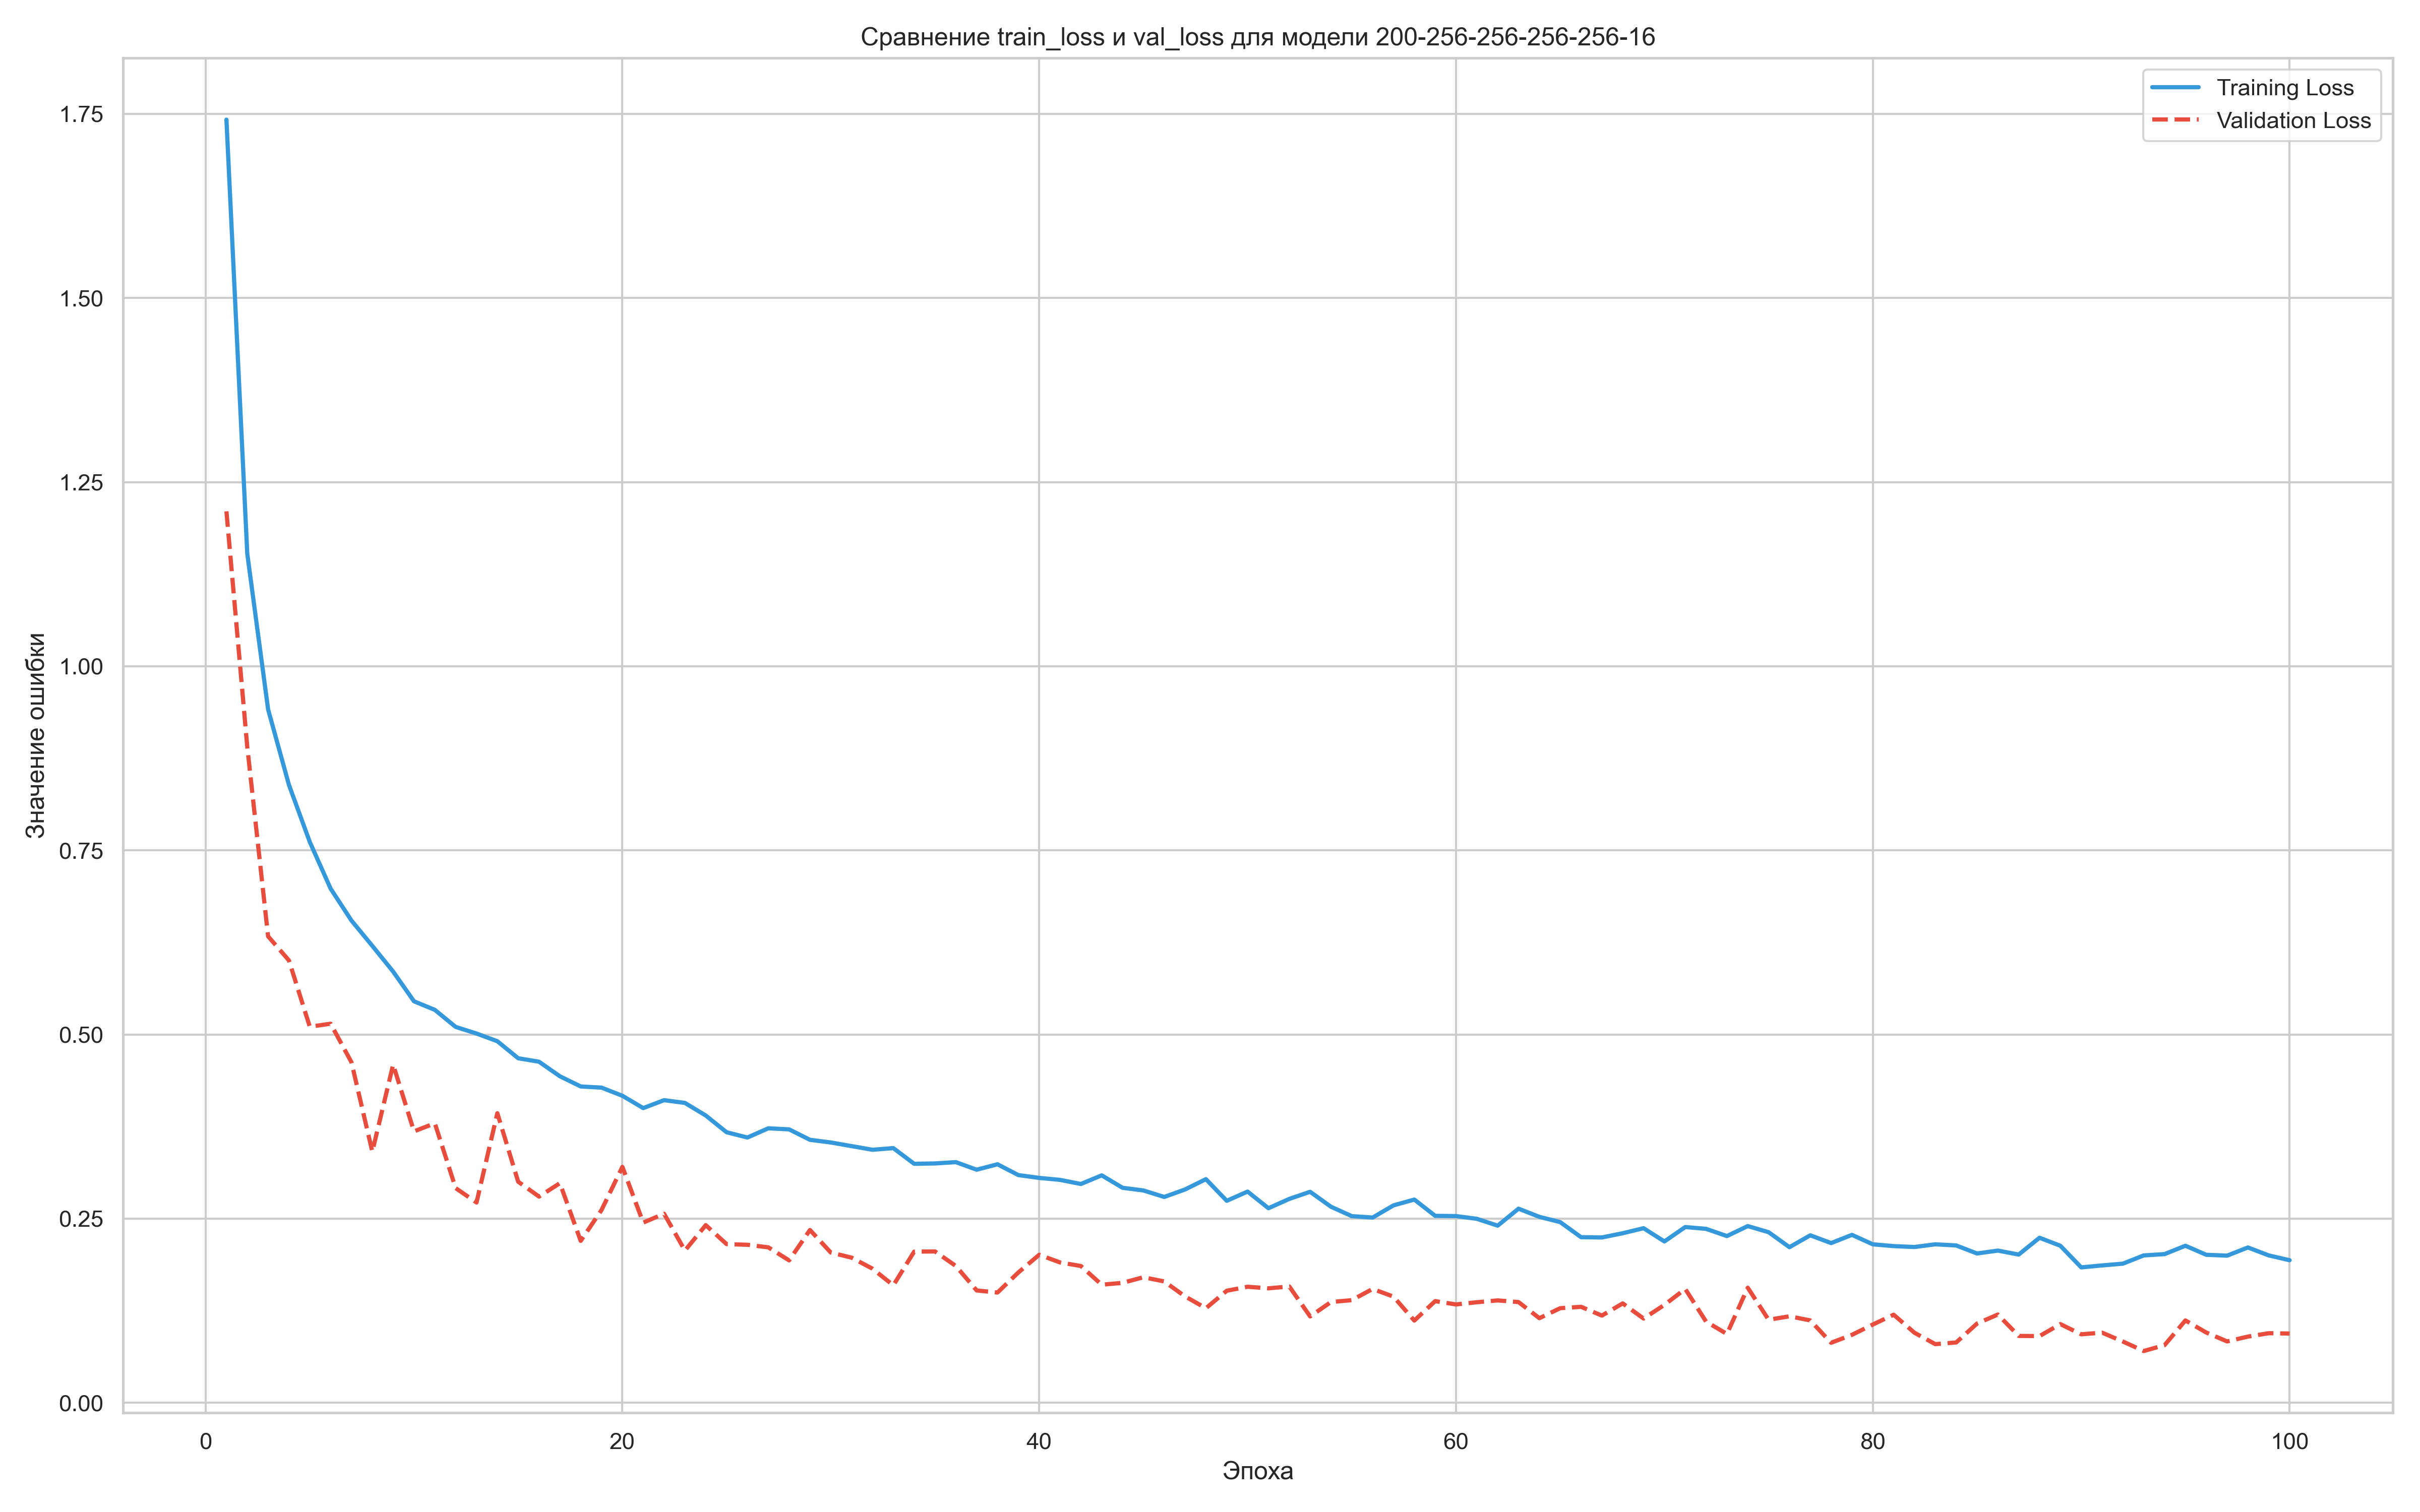 Сравнение train_loss и val_loss для модели 200-256-256-256-256-16
Training Loss
Validation Loss
1.75
1.50
1.25
1.00
0.75
0.50
0.25
0.00
Значение ошибки
0 20 40 60 80 100
Эпоха